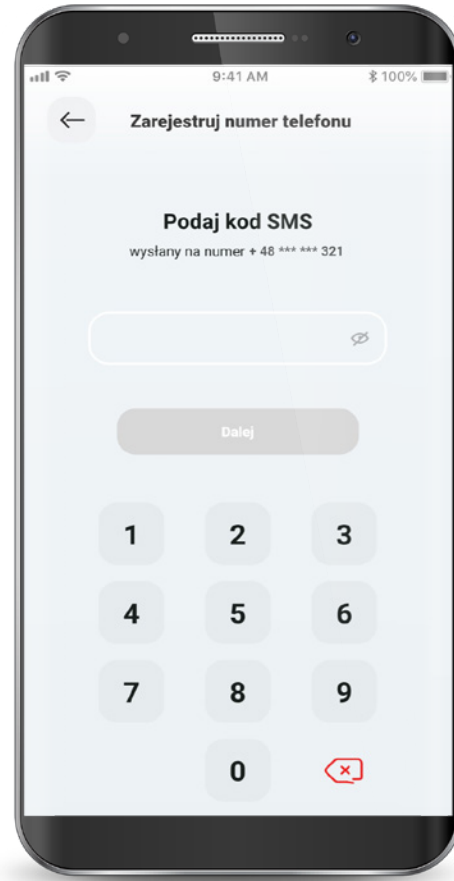 9:41 AM
100%
Zarejestruj numer telefonu
Podaj kod SMS
wysłany na numer + 48 *** *** 321
Dalej
1 2 3
4 5 6
7 8 9
0